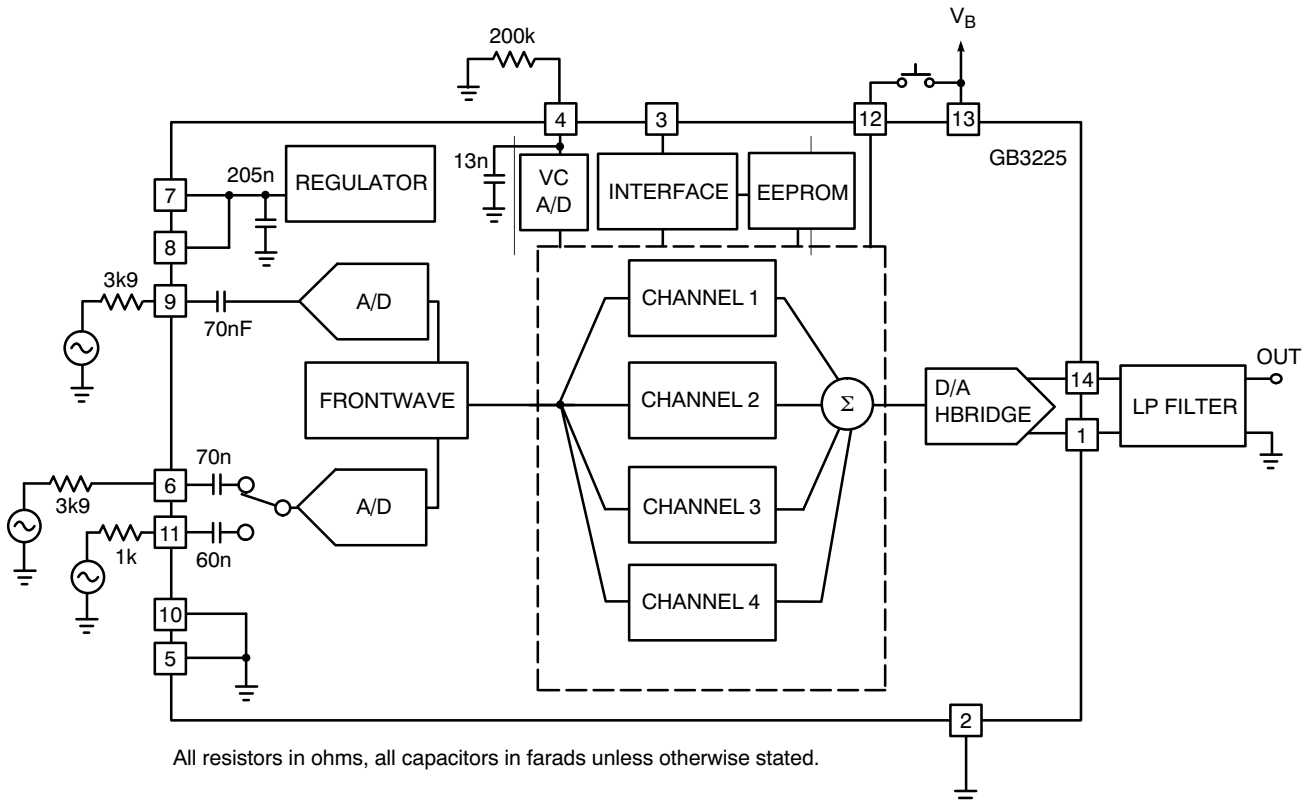 V_B
200k
4
3
12
13
GB3225
13n
VC
A/D
INTERFACE
EEPROM
205n
REGULATOR
7
8
3k9
9
70nF
A/D
CHANNEL 1
FRONTWAVE
CHANNEL 2
Σ
D/A
HBRIDGE
14
1
LP FILTER
OUT
6
70n
3k9
A/D
CHANNEL 3
11
1k
60n
CHANNEL 4
10
5
2
All resistors in ohms, all capacitors in farads unless otherwise stated.